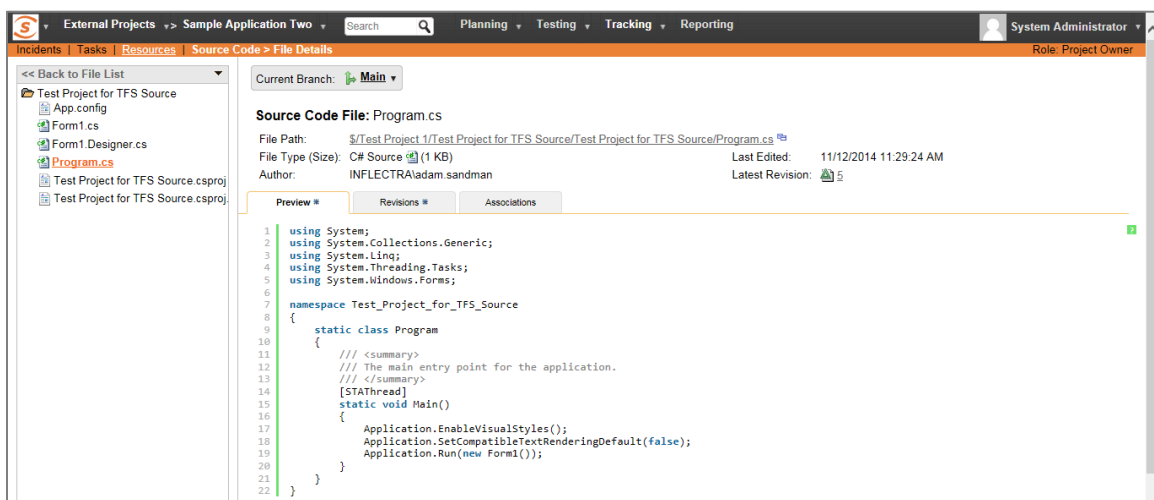 S External Projects > Sample Application Two Search Planning Testing Tracking Reporting System Administrator
Incidents | Tasks | Resources | Source Code > File Details Role: Project Owner
<< Back to File List
Test Project for TFS Source
App.config
Form1.cs
Form1.Designer.cs
Program.cs
Test Project for TFS Source.csproj
Test Project for TFS Source.csproj.
Current Branch: Main
Source Code File: Program.cs
File Path: $/Test Project 1/Test Project for TFS Source/Test Project for TFS Source/Program.cs
File Type (Size): C# Source (1 KB) Last Edited: 11/12/2014 11:29:24 AM
Author: INFLECTRA\adam.sandman Latest Revision: 5
Preview Revisions Associations
1 using System;
2 using System.Collections.Generic;
3 using System.Linq;
4 using System.Threading.Tasks;
5 using System.Windows.Forms;
6
7 namespace Test_Project_for_TFS_Source
8 {
9 static class Program
10 {
11 /// <summary>
12 /// The main entry point for the application.
13 /// </summary>
14 [STAThread]
15 static void Main()
16 {
17 Application.EnableVisualStyles();
18 Application.SetCompatibleTextRenderingDefault(false);
19 Application.Run(new Form1());
20 }
21 }
22 }